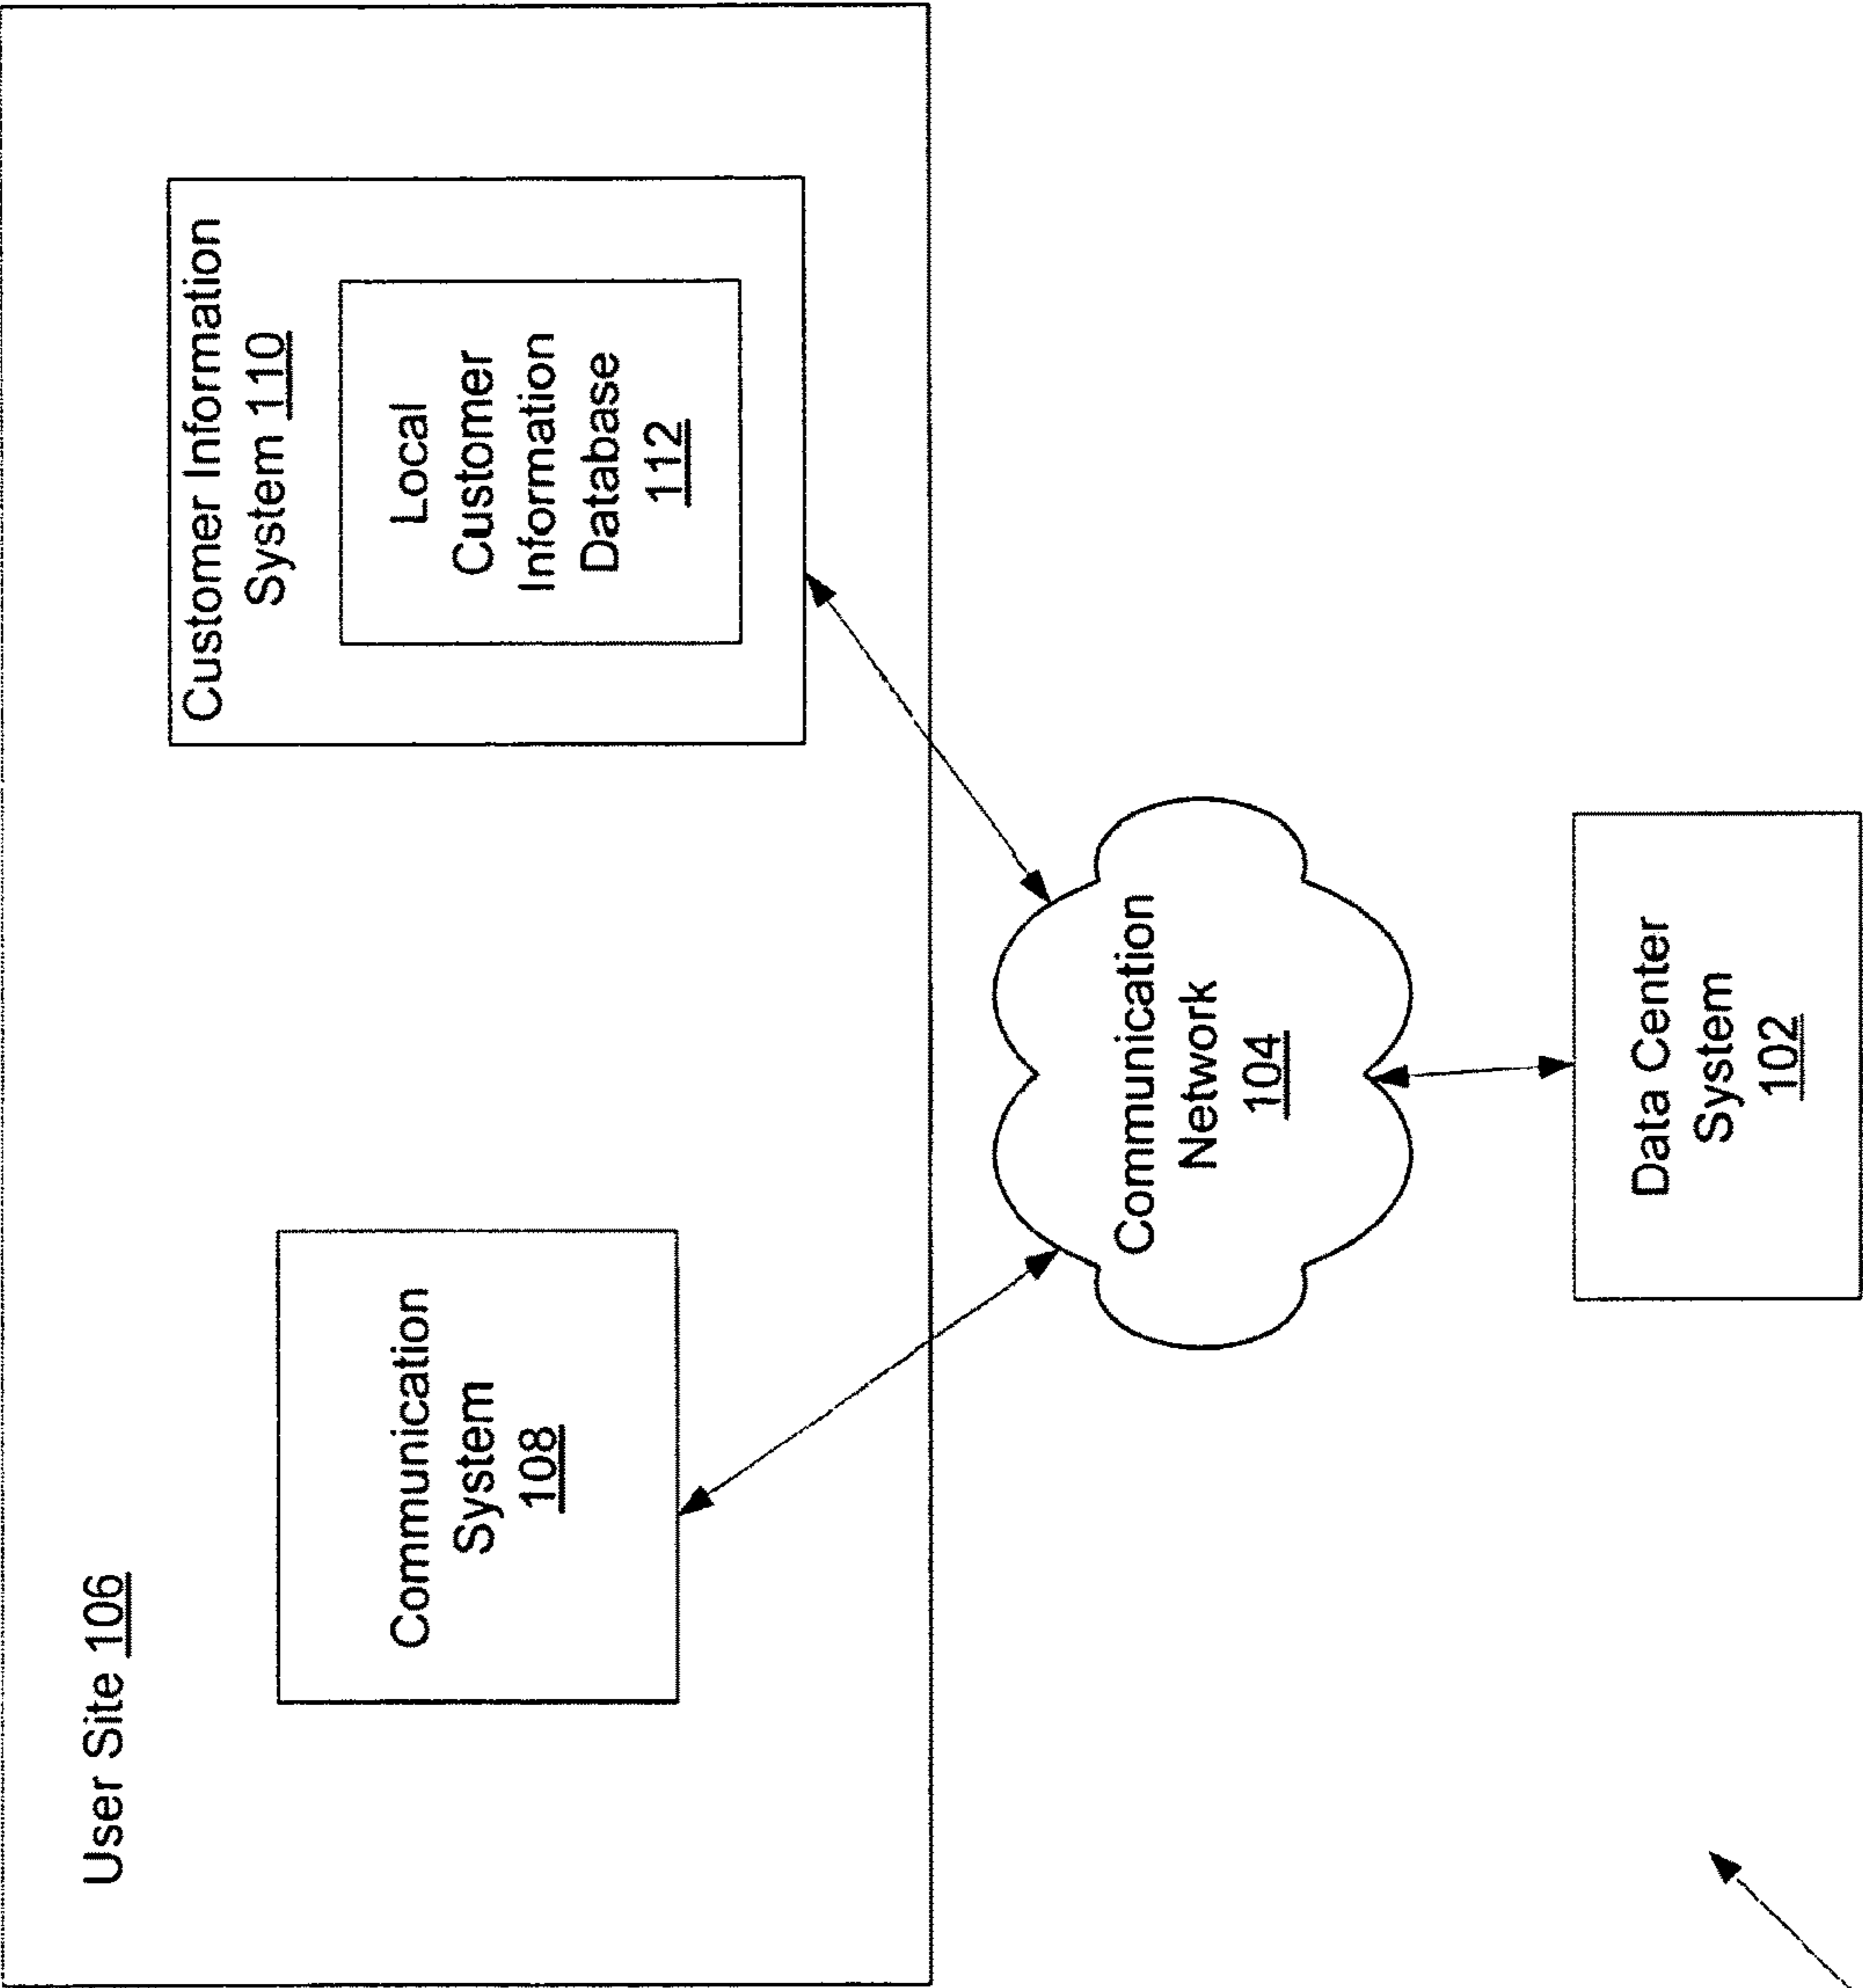 User Site 106
Communication
System
108
Customer Information
System 110
Local
Customer
Information
Database
112
Communication
Network
104
Data Center
System
102